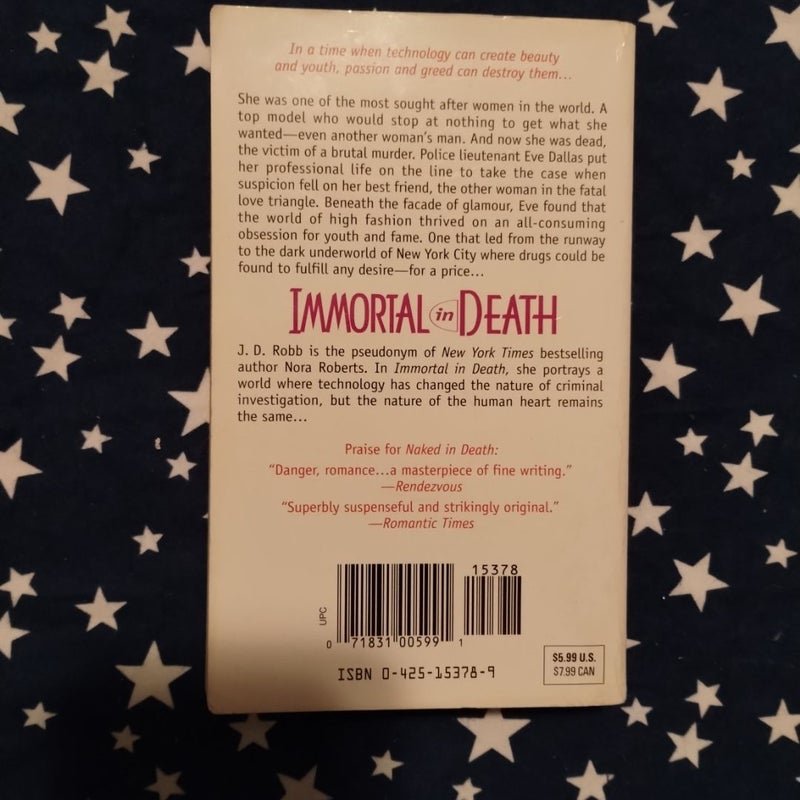 In a time when technology can create beauty
and youth, passion and greed can destroy them...
She was one of the most sought after women in the world. A
top model who would stop at nothing to get what she
wanted—even another woman's man. And now she was dead,
the victim of a brutal murder. Police lieutenant Eve Dallas put
her professional life on the line to take the case when
suspicion fell on her best friend, the other woman in the fatal
love triangle. Beneath the facade of glamour, Eve found that
the world of high fashion thrived on an all-consuming
obsession for youth and fame. One that led from the runway
to the dark underworld of New York City where drugs could be
found to fulfill any desire—for a price...
IMMORTAL in DEATH
J. D. Robb is the pseudonym of New York Times bestselling
author Nora Roberts. In Immortal in Death, she portrays a
world where technology has changed the nature of criminal
investigation, but the nature of the human heart remains
the same...
Praise for Naked in Death:
"Danger, romance...a masterpiece of fine writing."
—Rendezvous
"Superbly suspenseful and strikingly original."
—Romantic Times
15378
UPC
0 71831 00599 1
ISBN 0-425-15378-9
$5.99 U.S.
$7.99 CAN